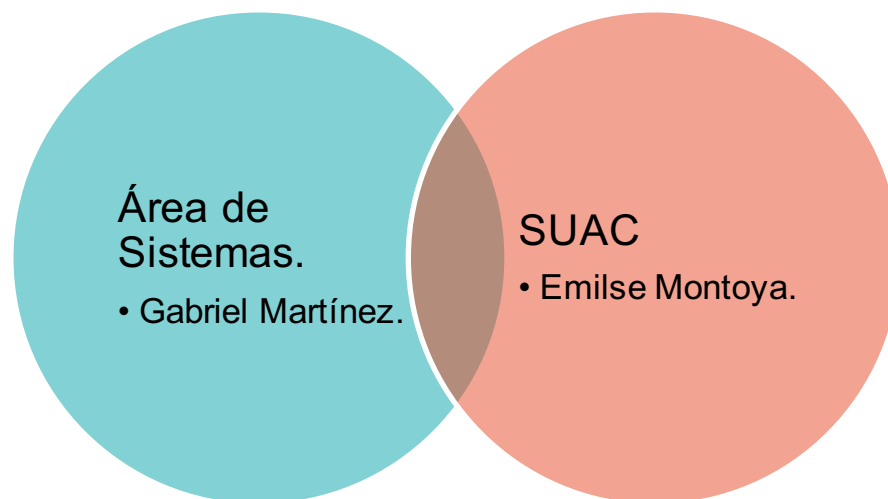 Área de
Sistemas.
• Gabriel Martínez.
SUAC
• Emilse Montoya.